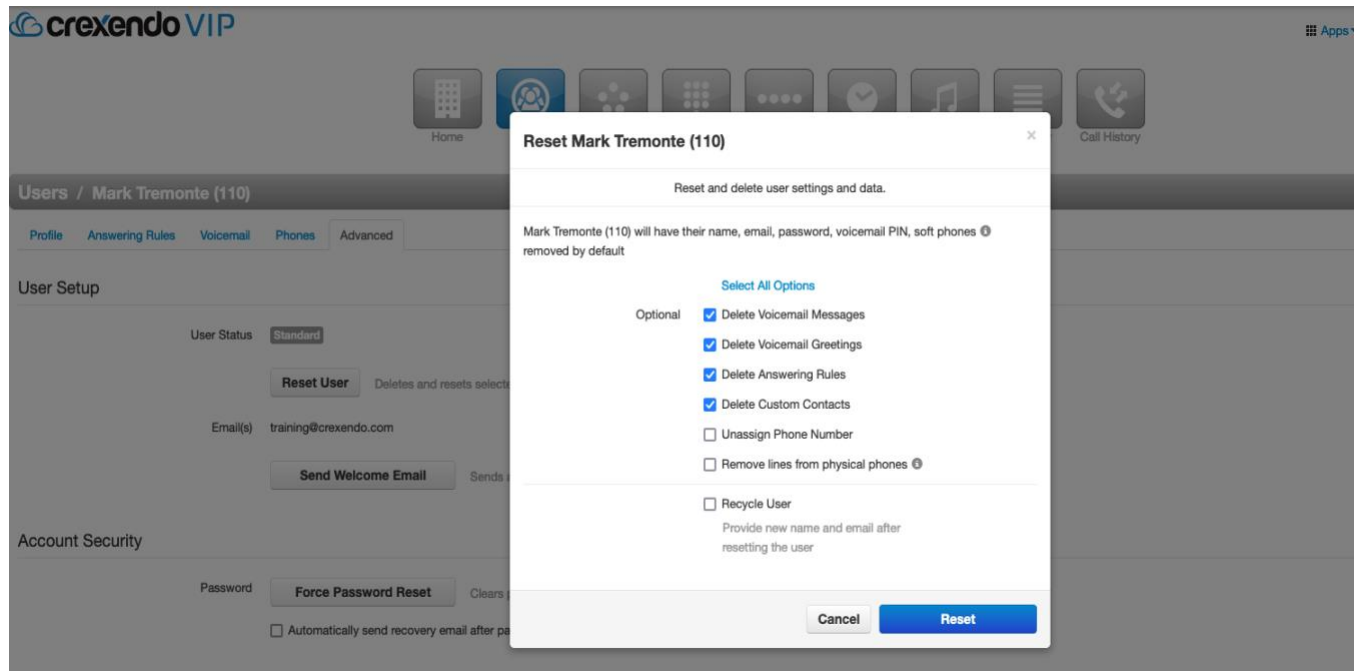 crexendo VIP
Apps
Home
Call History
Users / Mark Tremonte (110)
Profile Answering Rules Voicemail Phones Advanced
User Setup
User Status Standard
Reset User Deletes and resets
Email(s) training@crexendo.com
Send Welcome Email Sends
Account Security
Password Force Password Reset Clears
Automatically send recovery email after
Reset Mark Tremonte (110) ×
Reset and delete user settings and data.
Mark Tremonte (110) will have their name, email, password, voicemail PIN, soft phones
removed by default
Select All Options
Optional Delete Voicemail Messages
Delete Voicemail Greetings
Delete Answering Rules
Delete Custom Contacts
Unassign Phone Number
Remove lines from physical phones
Recycle User
Provide new name and email after
resetting the user
Cancel Reset